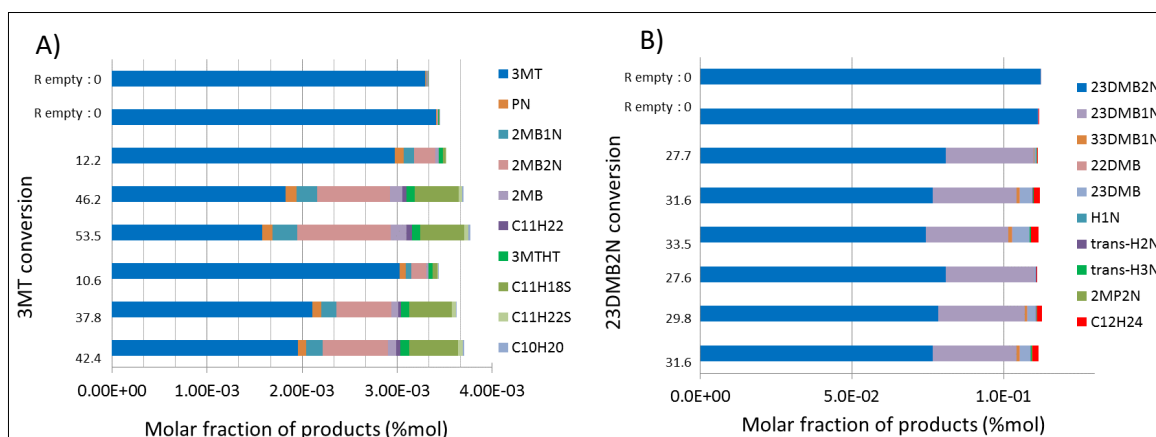 A)
3MT conversion
R empty : 0
R empty : 0
12.2
46.2
53.5
10.6
37.8
42.4
0.00E+00
1.00E-03
2.00E-03
3.00E-03
4.00E-03
Molar fraction of products (%mol)
3MT
PN
2MB1N
2MB2N
2MB
C11H22
3MTHT
C11H18S
C11H22S
C10H20
B)
23DMB2N conversion
R empty : 0
R empty : 0
27.7
31.6
33.5
27.6
29.8
31.6
0.0E+00
5.0E-02
1.0E-01
Molar fraction of products (%mol)
23DMB2N
23DMB1N
33DMB1N
22DMB
23DMB
H1N
trans-H2N
trans-H3N
2MP2N
C12H24